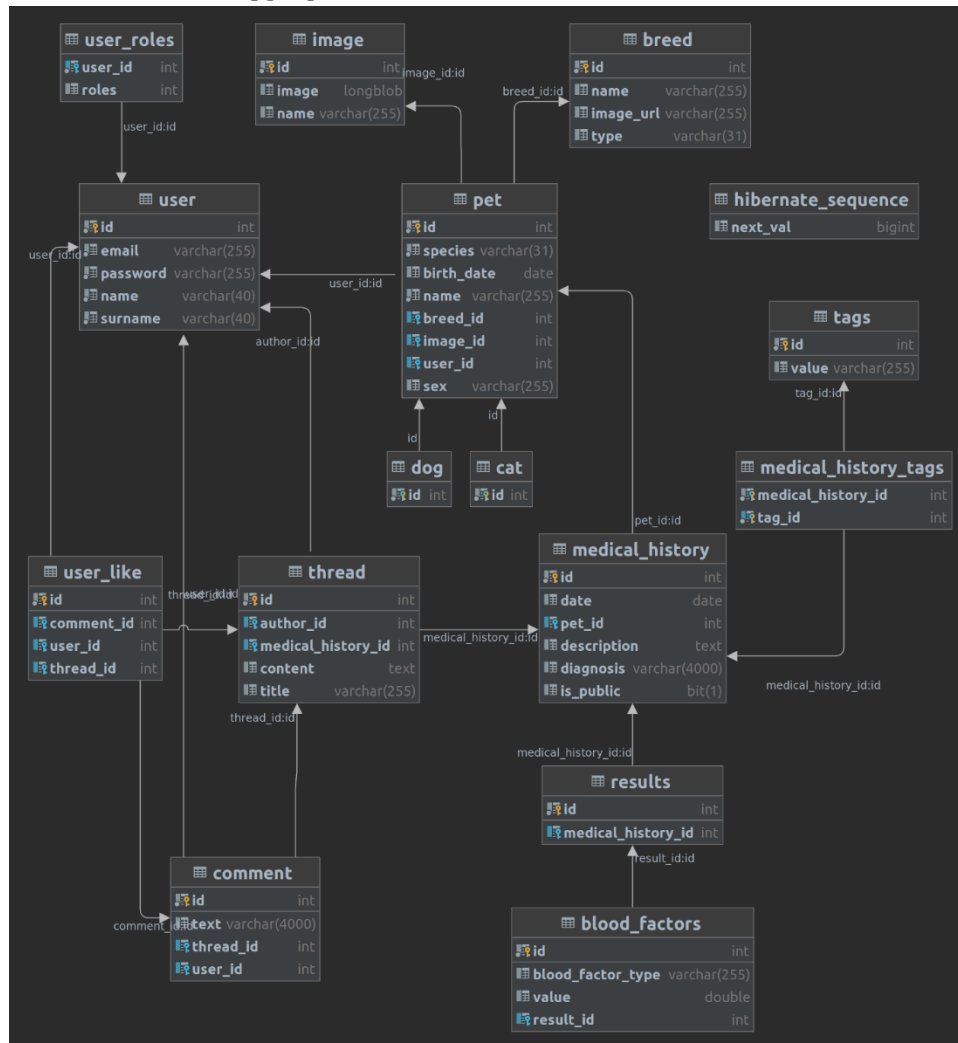 user_roles
user_id int
roles int
image
id int
image longblob
name varchar(255)
breed
id int
name varchar(255)
image_url varchar(255)
type varchar(31)
image_id:id
breed_id:id
user_id:id
user
id int
email varchar(255)
password varchar(255)
name varchar(40)
surname varchar(40)
pet
id int
species varchar(31)
birth_date date
name varchar(255)
breed_id int
image_id int
user_id int
sex varchar(255)
hibernate_sequence
next_val bigint
user_id:id
user_id:id
author_id:id
tags
id int
value varchar(255)
tag_id:id
id
id
dog
id int
cat
id int
medical_history_tags
medical_history_id int
tag_id int
pet_id:id
user_like
id int
comment_id int
user_id int
thread_id int
thread_id:id
user_id:id
thread
id int
author_id int
medical_history_id int
content text
title varchar(255)
medical_history_id:id
medical_history
id int
date date
pet_id int
description text
diagnosis varchar(4000)
is_public bit(1)
medical_history_id:id
thread_id:id
medical_history_id:id
results
id int
medical_history_id int
result_id:id
comment
id int
text varchar(4000)
thread_id int
user_id int
comment_id:id
blood_factors
id int
blood_factor_type varchar(255)
value double
result_id int